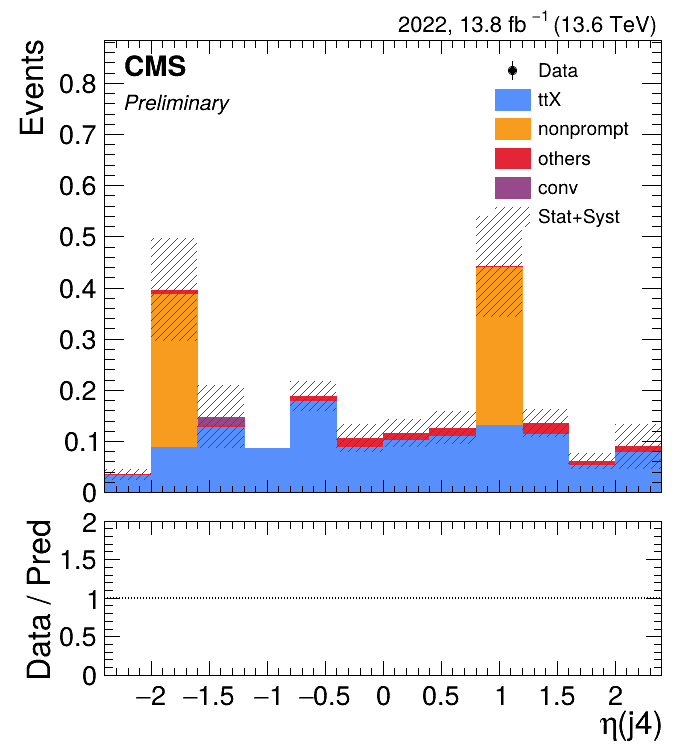 2022, 13.8 fb⁻¹ (13.6 TeV)
CMS
Preliminary
Events
Data
ttX
nonprompt
others
conv
Stat+Syst
0.8
0.7
0.6
0.5
0.4
0.3
0.2
0.1
0
Data / Pred
2
1.5
1
0.5
0
−2 −1.5 −1 −0.5 0 0.5 1 1.5 2
η(j4)